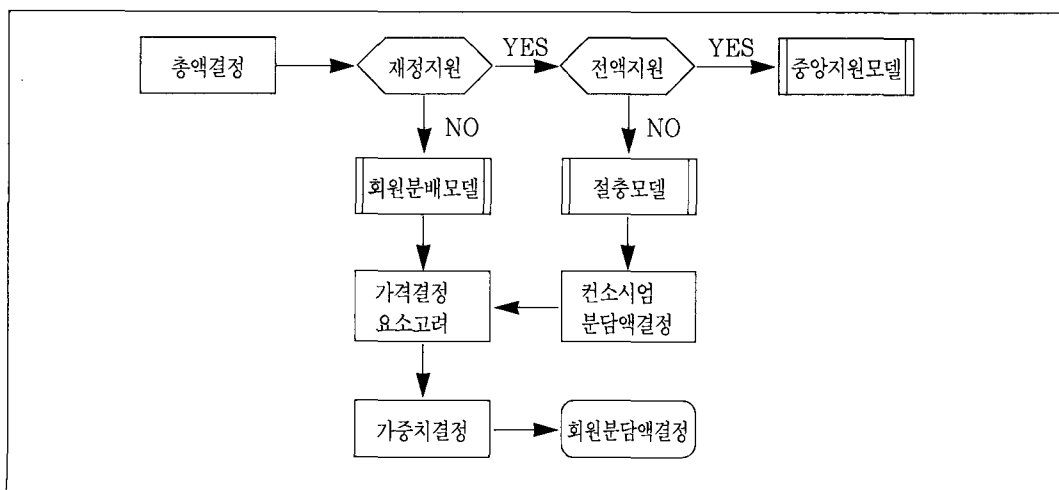 총액결정
재정지원
YES
전액지원
YES
중앙지원모델
NO
NO
회원분배모델
절충모델
가격결정
요소고려
컨소시엄
분담액결정
가중치결정
회원분담액결정